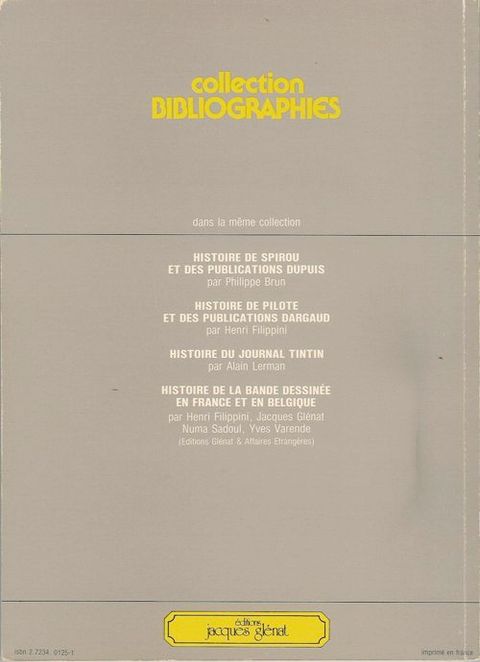 collection
BIBLIOGRAPHIES
dans la même collection
HISTOIRE DE SPIROU
ET DES PUBLICATIONS DUPUIS
par Philippe Brun
HISTOIRE DE PILOTE
ET DES PUBLICATIONS DARGAUD
par Henri Filippini
HISTOIRE DU JOURNAL TINTIN
par Alain Lerman
HISTOIRE DE LA BANDE DESSINÉE
EN FRANCE ET EN BELGIQUE
par Henri Filippini, Jacques Glénat
Numa Sadoul, Yves Varende
(Editions Glénat & Affaires Etrangères)
éditions
jacques glénat
isbn 2.7234. 0125-1
imprimé en france